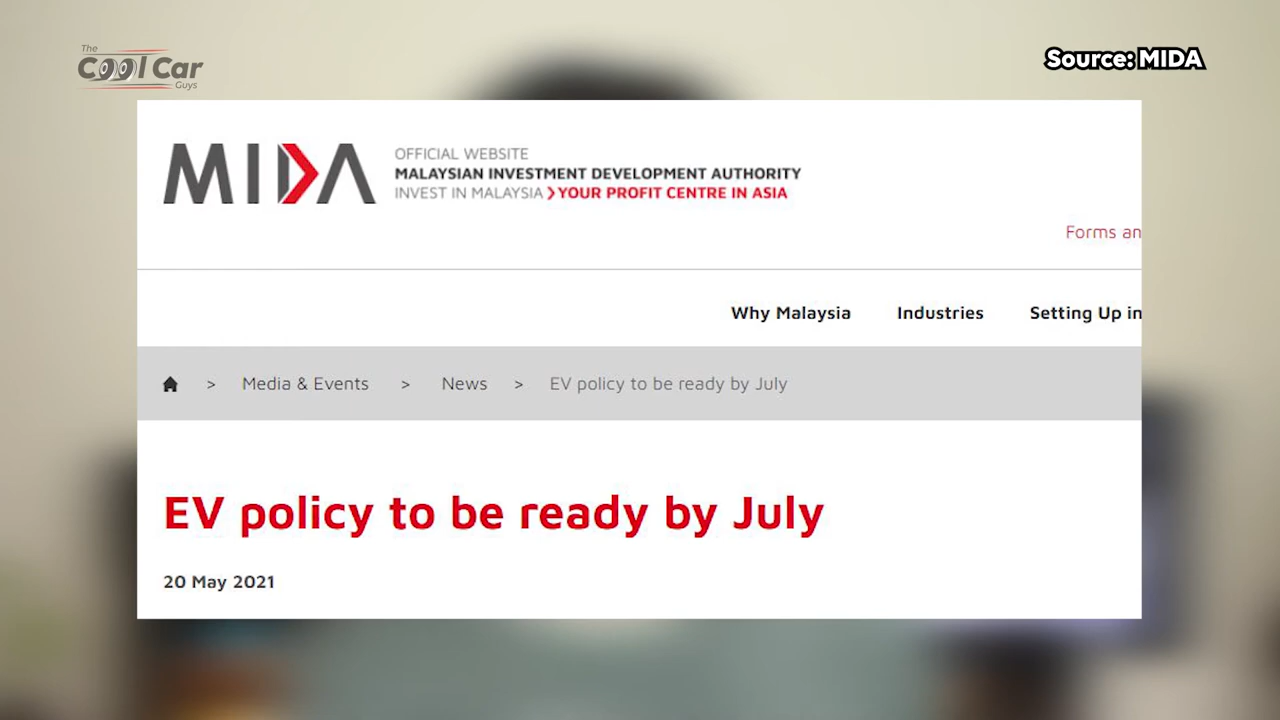 The
Cool Car
Guys
Source: MIDA
MIDA
OFFICIAL WEBSITE
MALAYSIAN INVESTMENT DEVELOPMENT AUTHORITY
INVEST IN MALAYSIA > YOUR PROFIT CENTRE IN ASIA
Forms an
Why Malaysia Industries Setting Up in
> Media & Events > News > EV policy to be ready by July
EV policy to be ready by July
20 May 2021